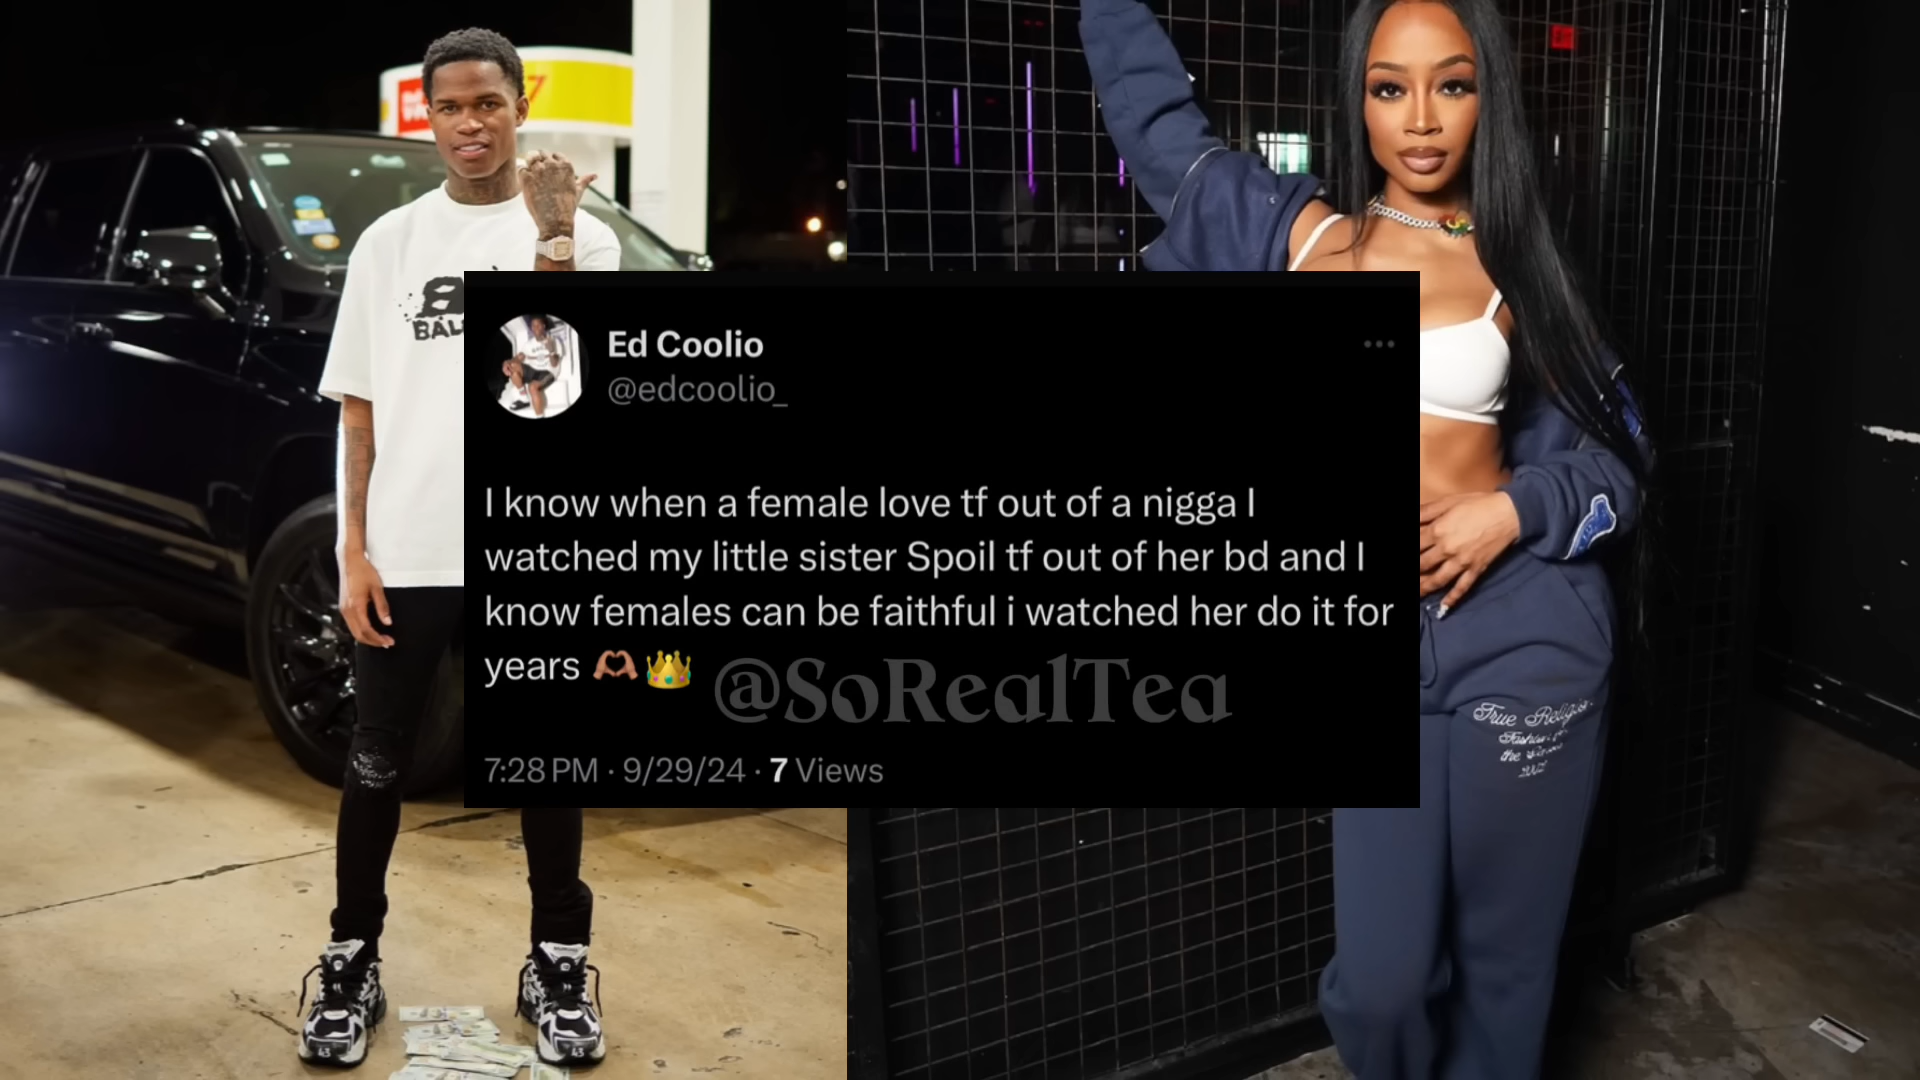 BAL
Ed Coolio
@edcoolio_
I know when a female love tf out of a nigga I
watched my little sister Spoil tf out of her bd and I
know females can be faithful i watched her do it for
years 🫶🏽👑
@SoRealTea
7:28 PM · 9/29/24 · 7 Views
True Religion
43
43